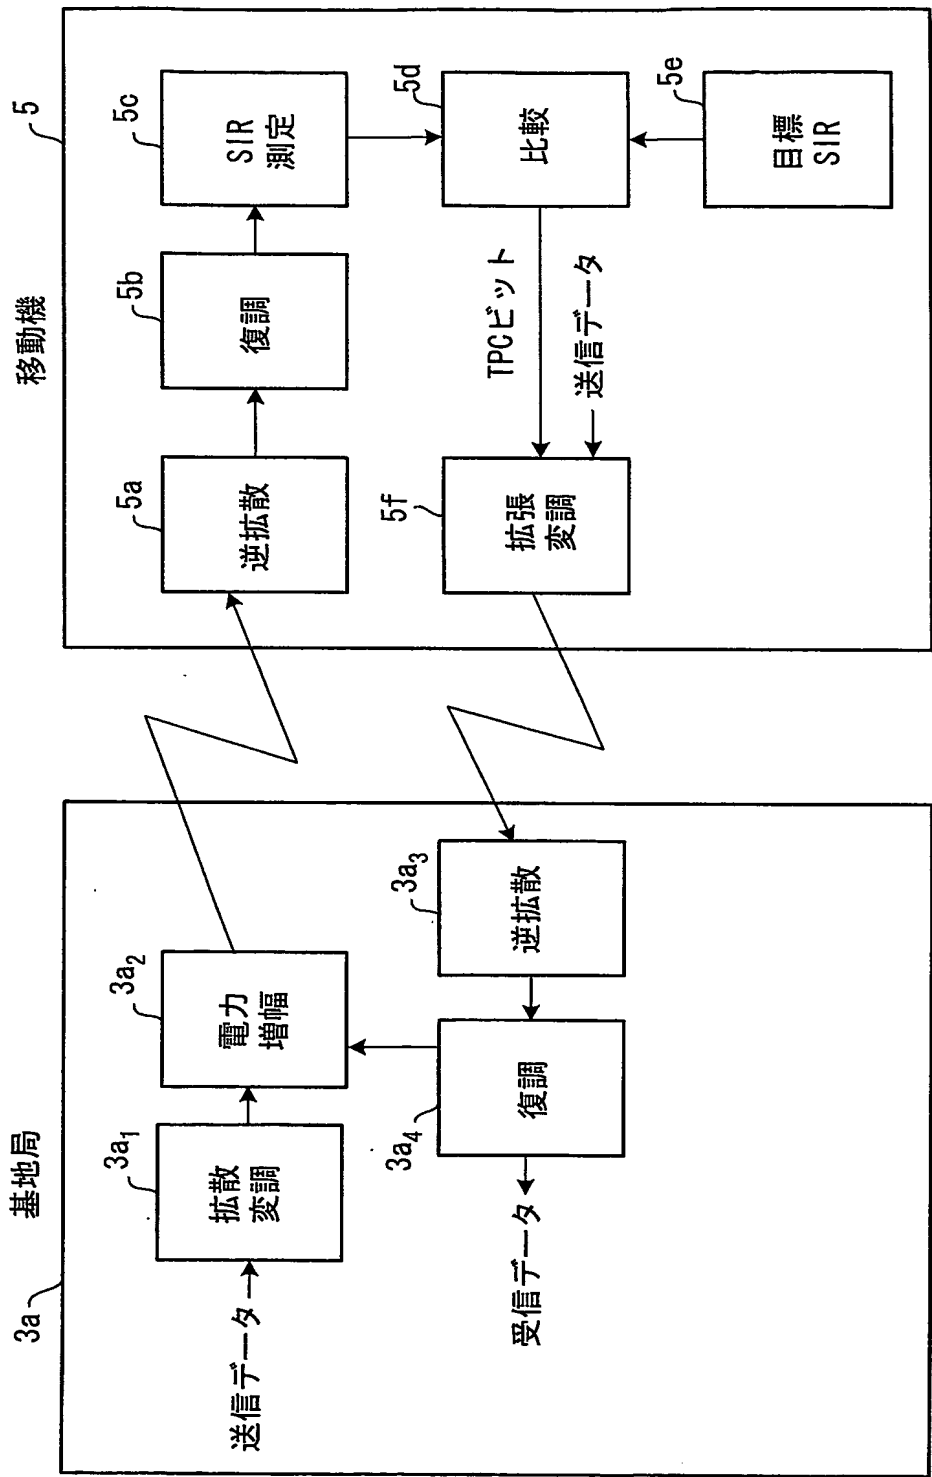 基地局
3a
送信データ
3a1
拡散
変調
3a2
電力
増幅
3a3
逆拡散
3a4
復調
受信データ
移動機
5
5a
逆拡散
5b
復調
5c
SIR
測定
5d
比較
5e
目標
SIR
TPCビット
送信データ
5f
拡張
変調